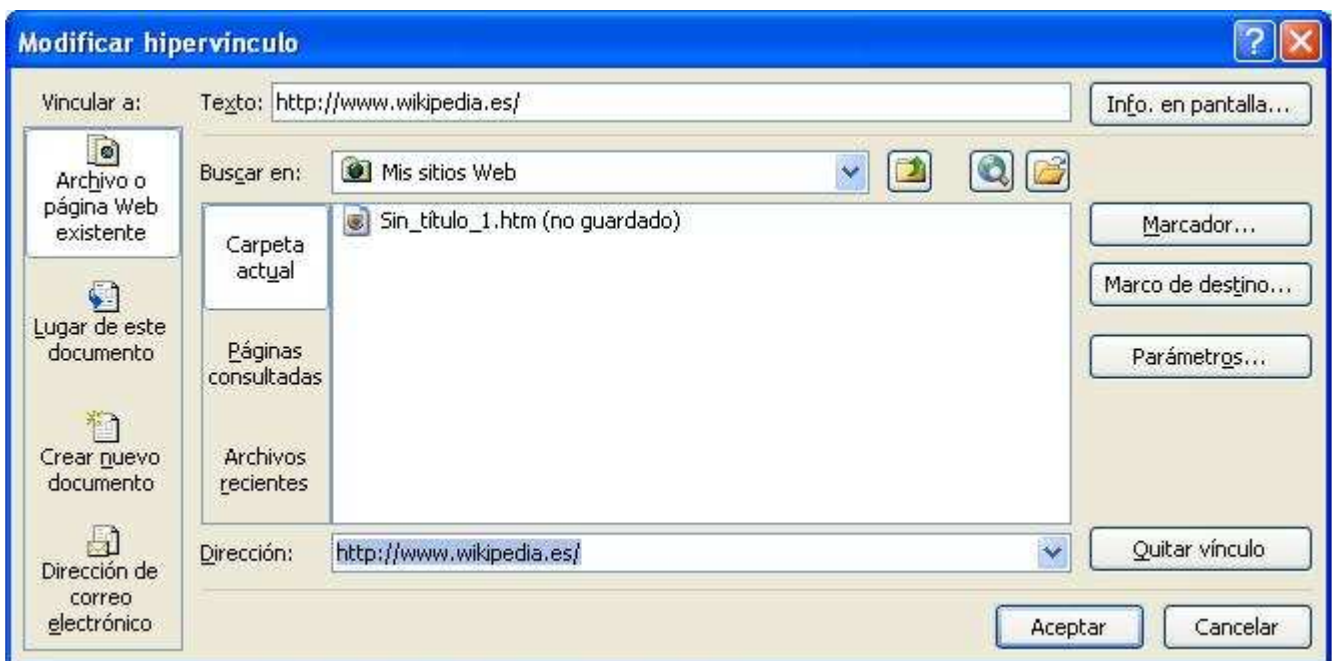 Modificar hipervínculo
Vincular a:
Texto: http://www.wikipedia.es/
Info. en pantalla...
Archivo o
página Web
existente
Buscar en: Mis sitios Web
Carpeta
actual
Sin_título_1.htm (no guardado)
Marcador...
Marco de destino...
Lugar de este
documento
Páginas
consultadas
Parámetros...
Crear nuevo
documento
Archivos
recientes
Dirección de
correo
electrónico
Dirección: http://www.wikipedia.es/
Quitar vínculo
Aceptar
Cancelar